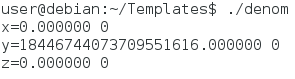 user@debian:~/Templates$ ./denom
x=0.000000 0
y=18446744073709551616.000000 0
z=0.000000 0